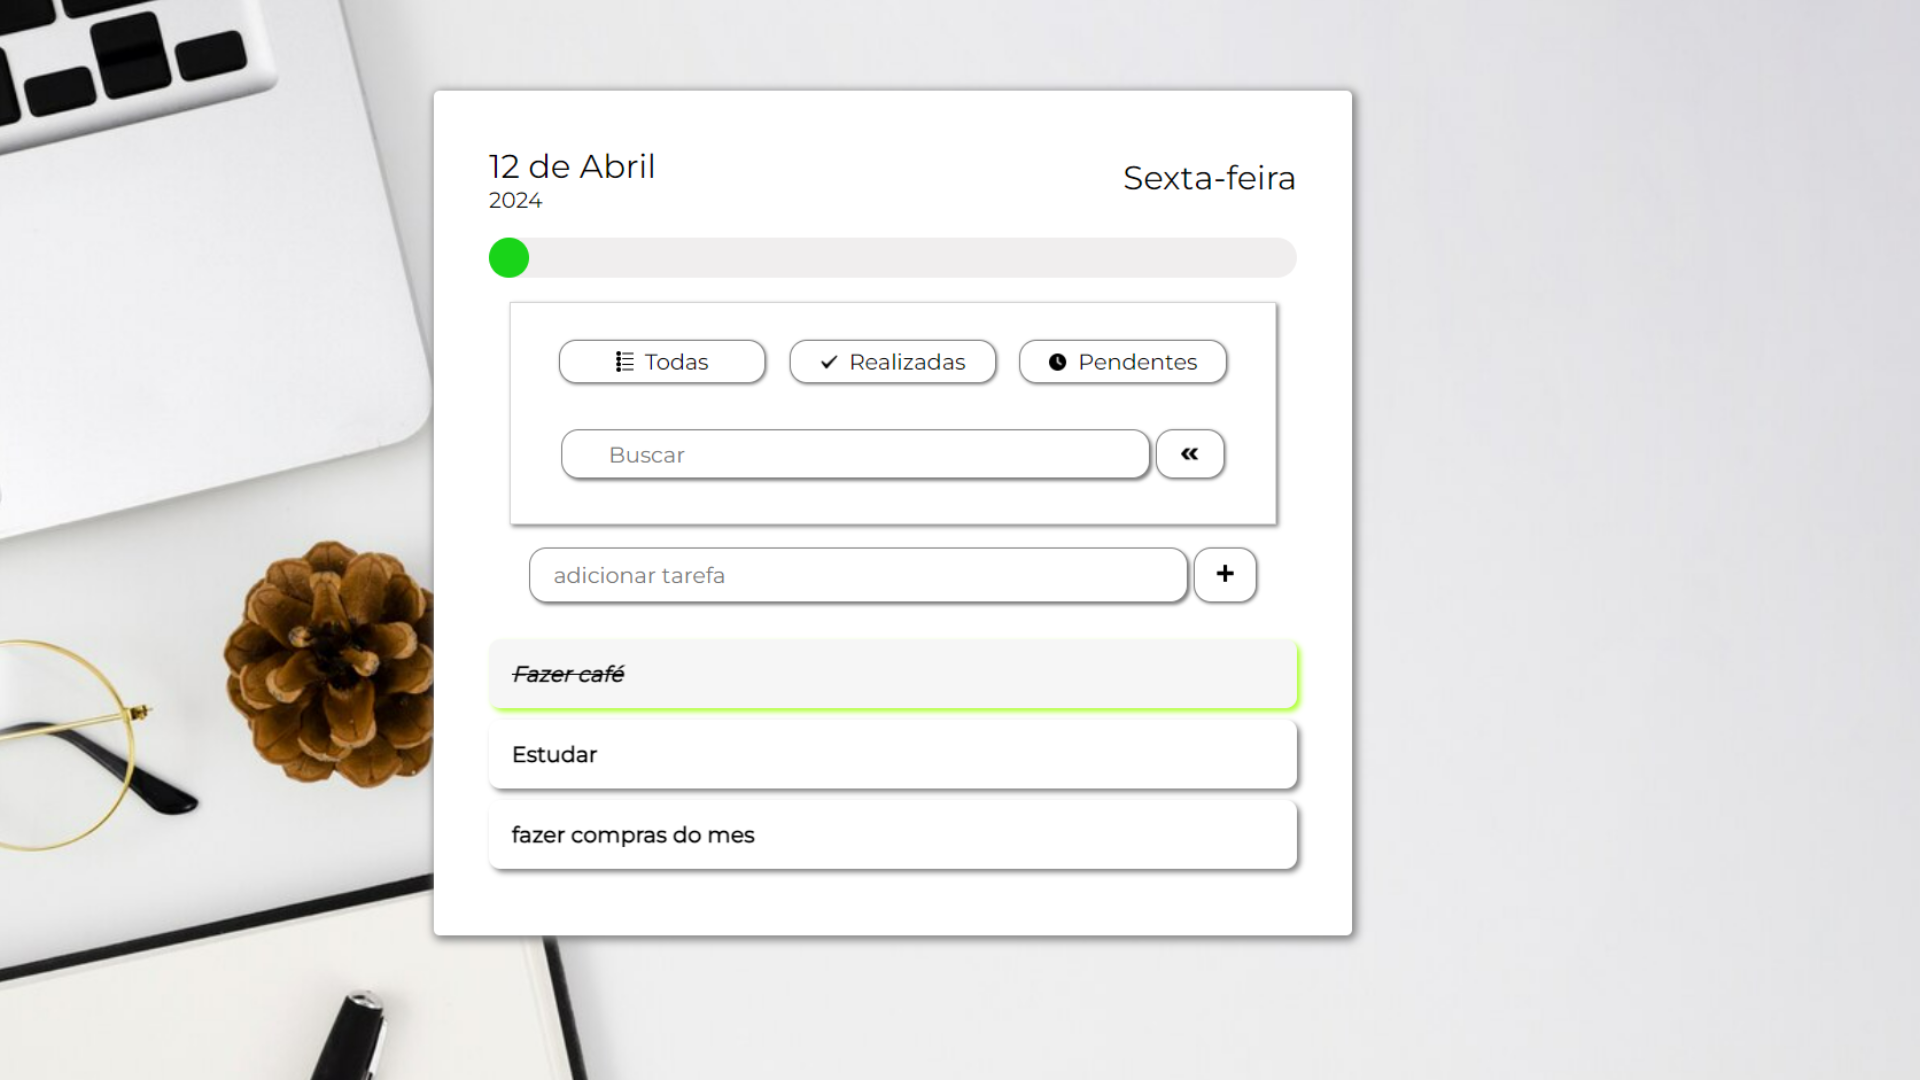 12 de Abril
2024
Sexta-feira
Todas
Realizadas
Pendentes
Buscar
adicionar tarefa
Fazer café
Estudar
fazer compras do mes